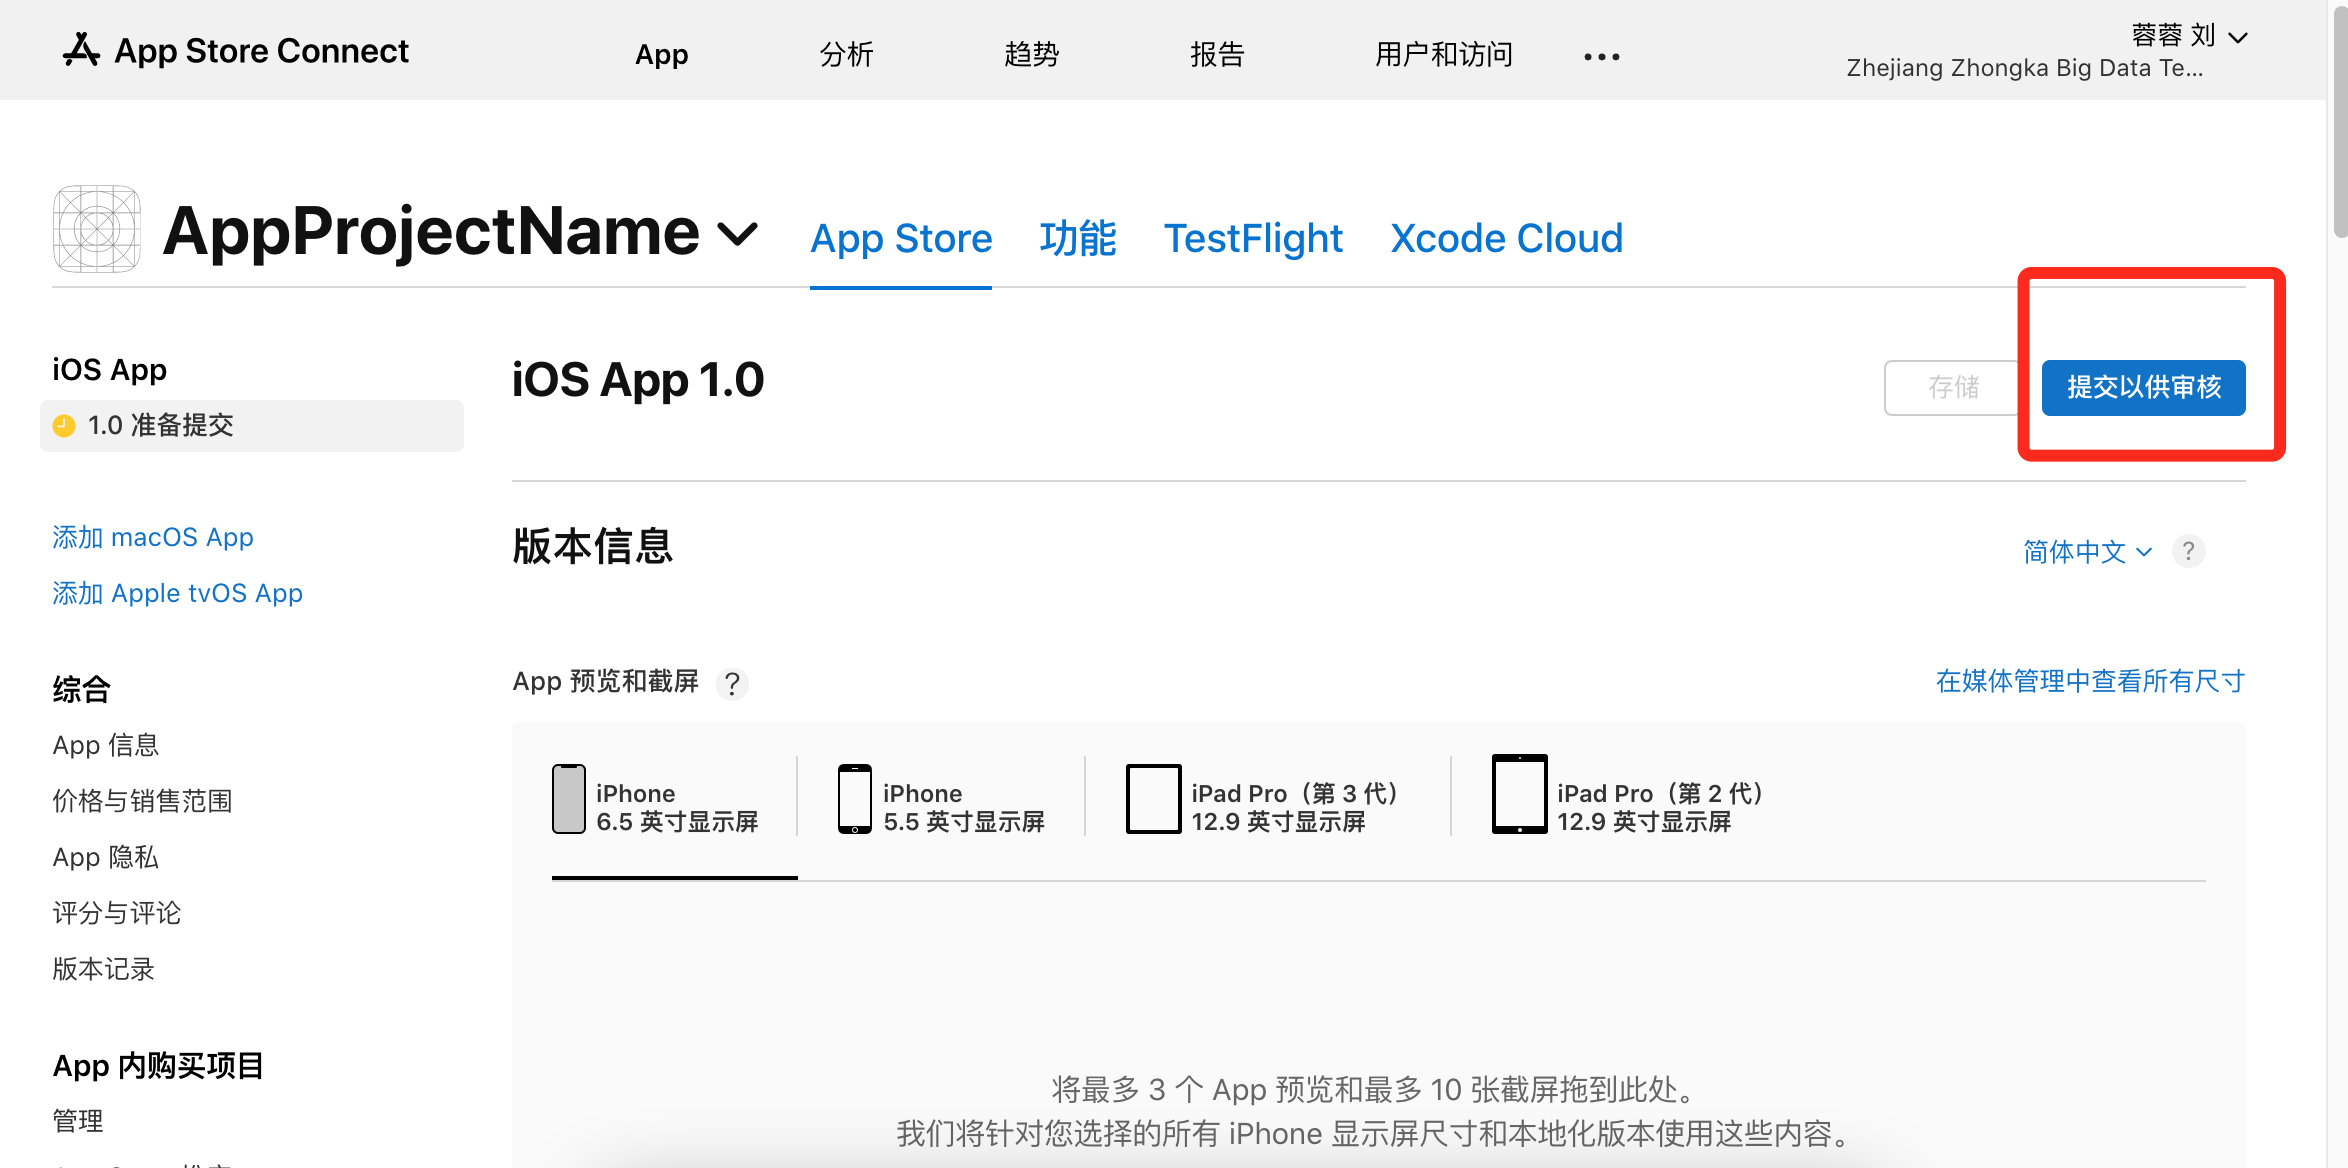 App Store Connect
App
分析
趋势
报告
用户和访问
蓉蓉 刘
Zhejiang Zhongka Big Data Te...
AppProjectName
App Store
功能
TestFlight
Xcode Cloud
iOS App
1.0 准备提交
添加 macOS App
添加 Apple tvOS App
综合
App 信息
价格与销售范围
App 隐私
评分与评论
版本记录
App 内购买项目
管理
iOS App 1.0
存储
提交以供审核
版本信息
简体中文
?
App 预览和截屏
?
在媒体管理中查看所有尺寸
iPhone
6.5 英寸显示屏
iPhone
5.5 英寸显示屏
iPad Pro（第 3 代）
12.9 英寸显示屏
iPad Pro（第 2 代）
12.9 英寸显示屏
将最多 3 个 App 预览和最多 10 张截屏拖到此处。
我们将针对您选择的所有 iPhone 显示屏尺寸和本地化版本使用这些内容。